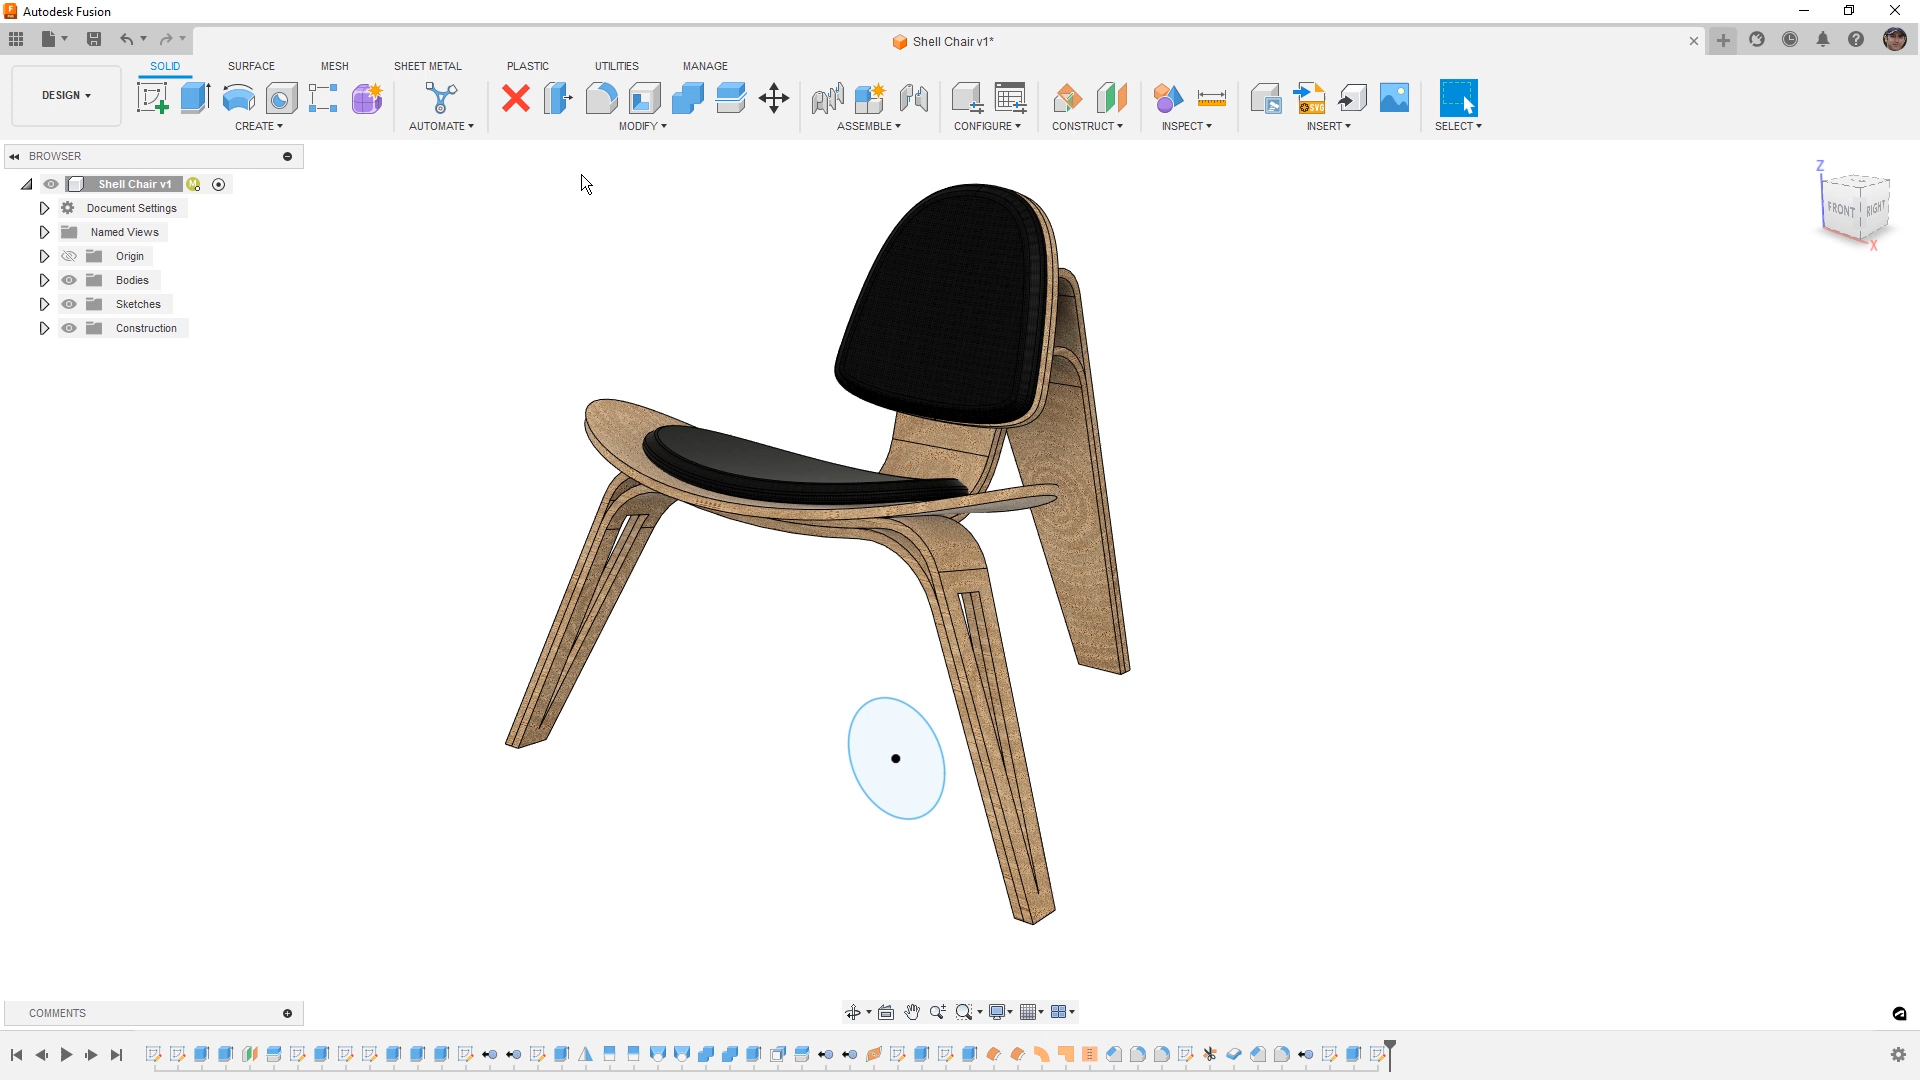 Autodesk Fusion
Shell Chair v1*
SOLID SURFACE MESH SHEET METAL PLASTIC UTILITIES MANAGE
DESIGN
CREATE AUTOMATE MODIFY ASSEMBLE CONFIGURE CONSTRUCT INSPECT INSERT SELECT
SVG
BROWSER
Shell Chair v1
M
Document Settings
Named Views
Origin
Bodies
Sketches
Construction
Z
FRONT RIGHT
X
COMMENTS